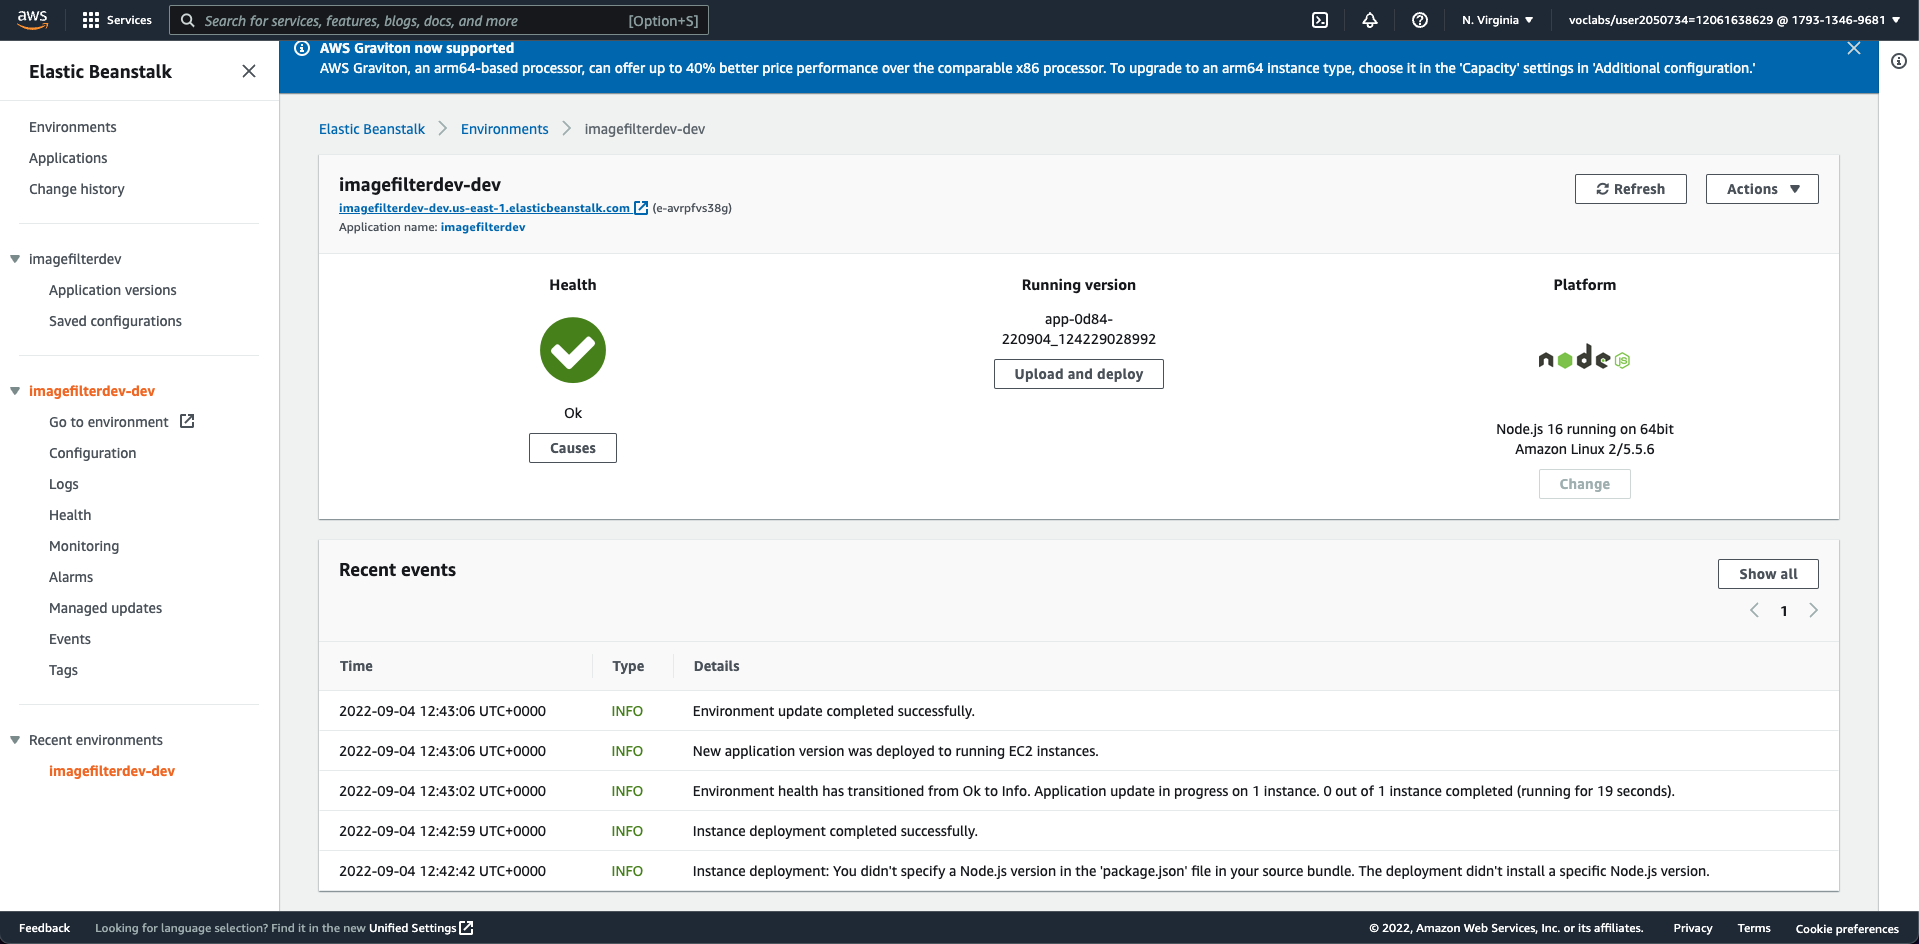 aws
Services
Search for services, features, blogs, docs, and more
[Option+S]
N. Virginia
voclabs/user2050734=12061638629 @ 1793-1346-9681
Elastic Beanstalk
Environments
Applications
Change history
imagefilterdev
Application versions
Saved configurations
imagefilterdev-dev
Go to environment
Configuration
Logs
Health
Monitoring
Alarms
Managed updates
Events
Tags
Recent environments
imagefilterdev-dev
AWS Graviton now supported
AWS Graviton, an arm64-based processor, can offer up to 40% better price performance over the comparable x86 processor. To upgrade to an arm64 instance type, choose it in the 'Capacity' settings in 'Additional configuration.'
Elastic Beanstalk
Environments
imagefilterdev-dev
imagefilterdev-dev
imagefilterdev-dev.us-east-1.elasticbeanstalk.com (e-avrpfvs38g)
Application name: imagefilterdev
Refresh
Actions
Health
Ok
Causes
Running version
app-0d84-
220904_124229028992
Upload and deploy
Platform
node JS
Node.js 16 running on 64bit
Amazon Linux 2/5.5.6
Change
Recent events
Show all
1
Time Type Details
2022-09-04 12:43:06 UTC+0000 INFO Environment update completed successfully.
2022-09-04 12:43:06 UTC+0000 INFO New application version was deployed to running EC2 instances.
2022-09-04 12:43:02 UTC+0000 INFO Environment health has transitioned from Ok to Info. Application update in progress on 1 instance. 0 out of 1 instance completed (running for 19 seconds).
2022-09-04 12:42:59 UTC+0000 INFO Instance deployment completed successfully.
2022-09-04 12:42:42 UTC+0000 INFO Instance deployment: You didn't specify a Node.js version in the 'package.json' file in your source bundle. The deployment didn't install a specific Node.js version.
Feedback
Looking for language selection? Find it in the new Unified Settings
© 2022, Amazon Web Services, Inc. or its affiliates.
Privacy
Terms
Cookie preferences